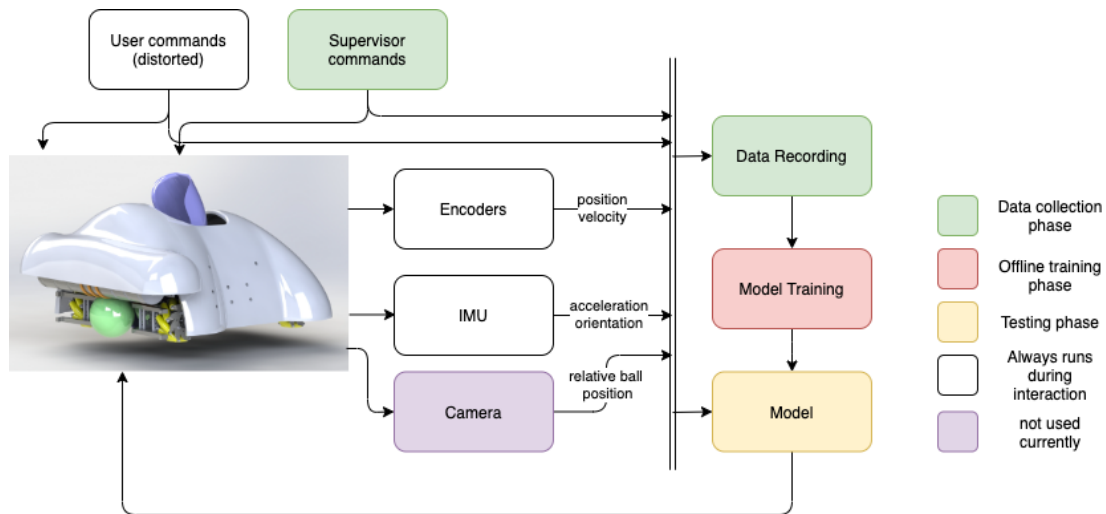 User commands
(distorted)
Supervisor
commands
Encoders
position
velocity
IMU
acceleration
orientation
Camera
relative ball
position
Data Recording
Model Training
Model
Data collection
phase
Offline training
phase
Testing phase
Always runs
during
interaction
not used
currently